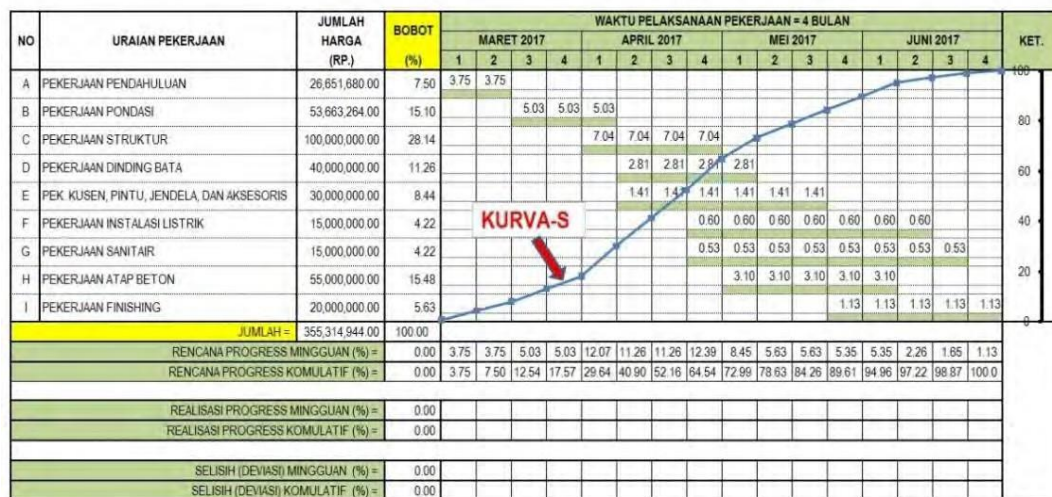 NO URAIAN PEKERJAAN JUMLAH HARGA (RP.) BOBOT (%) WAKTU PELAKSANAAN PEKERJAAN = 4 BULAN KET.
MARET 2017 APRIL 2017 MEI 2017 JUNI 2017
1 2 3 4 1 2 3 4 1 2 3 4 1 2 3 4
100
A PEKERJAAN PENDAHULUAN 26,651,680.00 7.50 3.75 3.75
B PEKERJAAN PONDASI 53,663,264.00 15.10 5.03 5.03 5.03
80
C PEKERJAAN STRUKTUR 100,000,000.00 28.14 7.04 7.04 7.04 7.04
D PEKERJAAN DINDING BATA 40,000,000.00 11.26 2.81 2.81 2.81 2.81
60
E PEK. KUSEN, PINTU, JENDELA, DAN AKSESORIS 30,000,000.00 8.44 1.41 1.41 1.41 1.41 1.41 1.41
F PEKERJAAN INSTALASI LISTRIK 15,000,000.00 4.22 0.60 0.60 0.60 0.60 0.60 0.60 0.60
KURVA-S
40
G PEKERJAAN SANITAIR 15,000,000.00 4.22 0.53 0.53 0.53 0.53 0.53 0.53 0.53 0.53
20
H PEKERJAAN ATAP BETON 55,000,000.00 15.48 3.10 3.10 3.10 3.10 3.10
I PEKERJAAN FINISHING 20,000,000.00 5.63 1.13 1.13 1.13 1.13 1.13
0
JUMLAH = 355,314,944.00 100.00
RENCANA PROGRESS MINGGUAN (%) = 0.00 3.75 3.75 5.03 5.03 12.07 11.26 11.26 12.39 8.45 5.63 5.63 5.35 5.35 2.26 1.65 1.13
RENCANA PROGRESS KOMULATIF (%) = 0.00 3.75 7.50 12.54 17.57 29.64 40.90 52.16 64.54 72.99 78.63 84.26 89.61 94.96 97.22 98.87 100.0
REALISASI PROGRESS MINGGUAN (%) = 0.00
REALISASI PROGRESS KOMULATIF (%) = 0.00
SELISIH (DEVIASI) MINGGUAN (%) = 0.00
SELISIH (DEVIASI) KOMULATIF (%) = 0.00